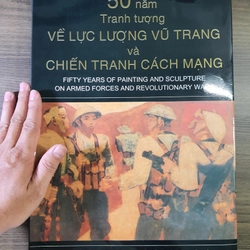 50 năm
Tranh tượng
VỀ LỰC LƯỢNG VŨ TRANG
và
CHIẾN TRANH CÁCH MẠNG
FIFTY YEARS OF PAINTING AND SCULPTURE
ON ARMED FORCES AND REVOLUTIONARY WAR